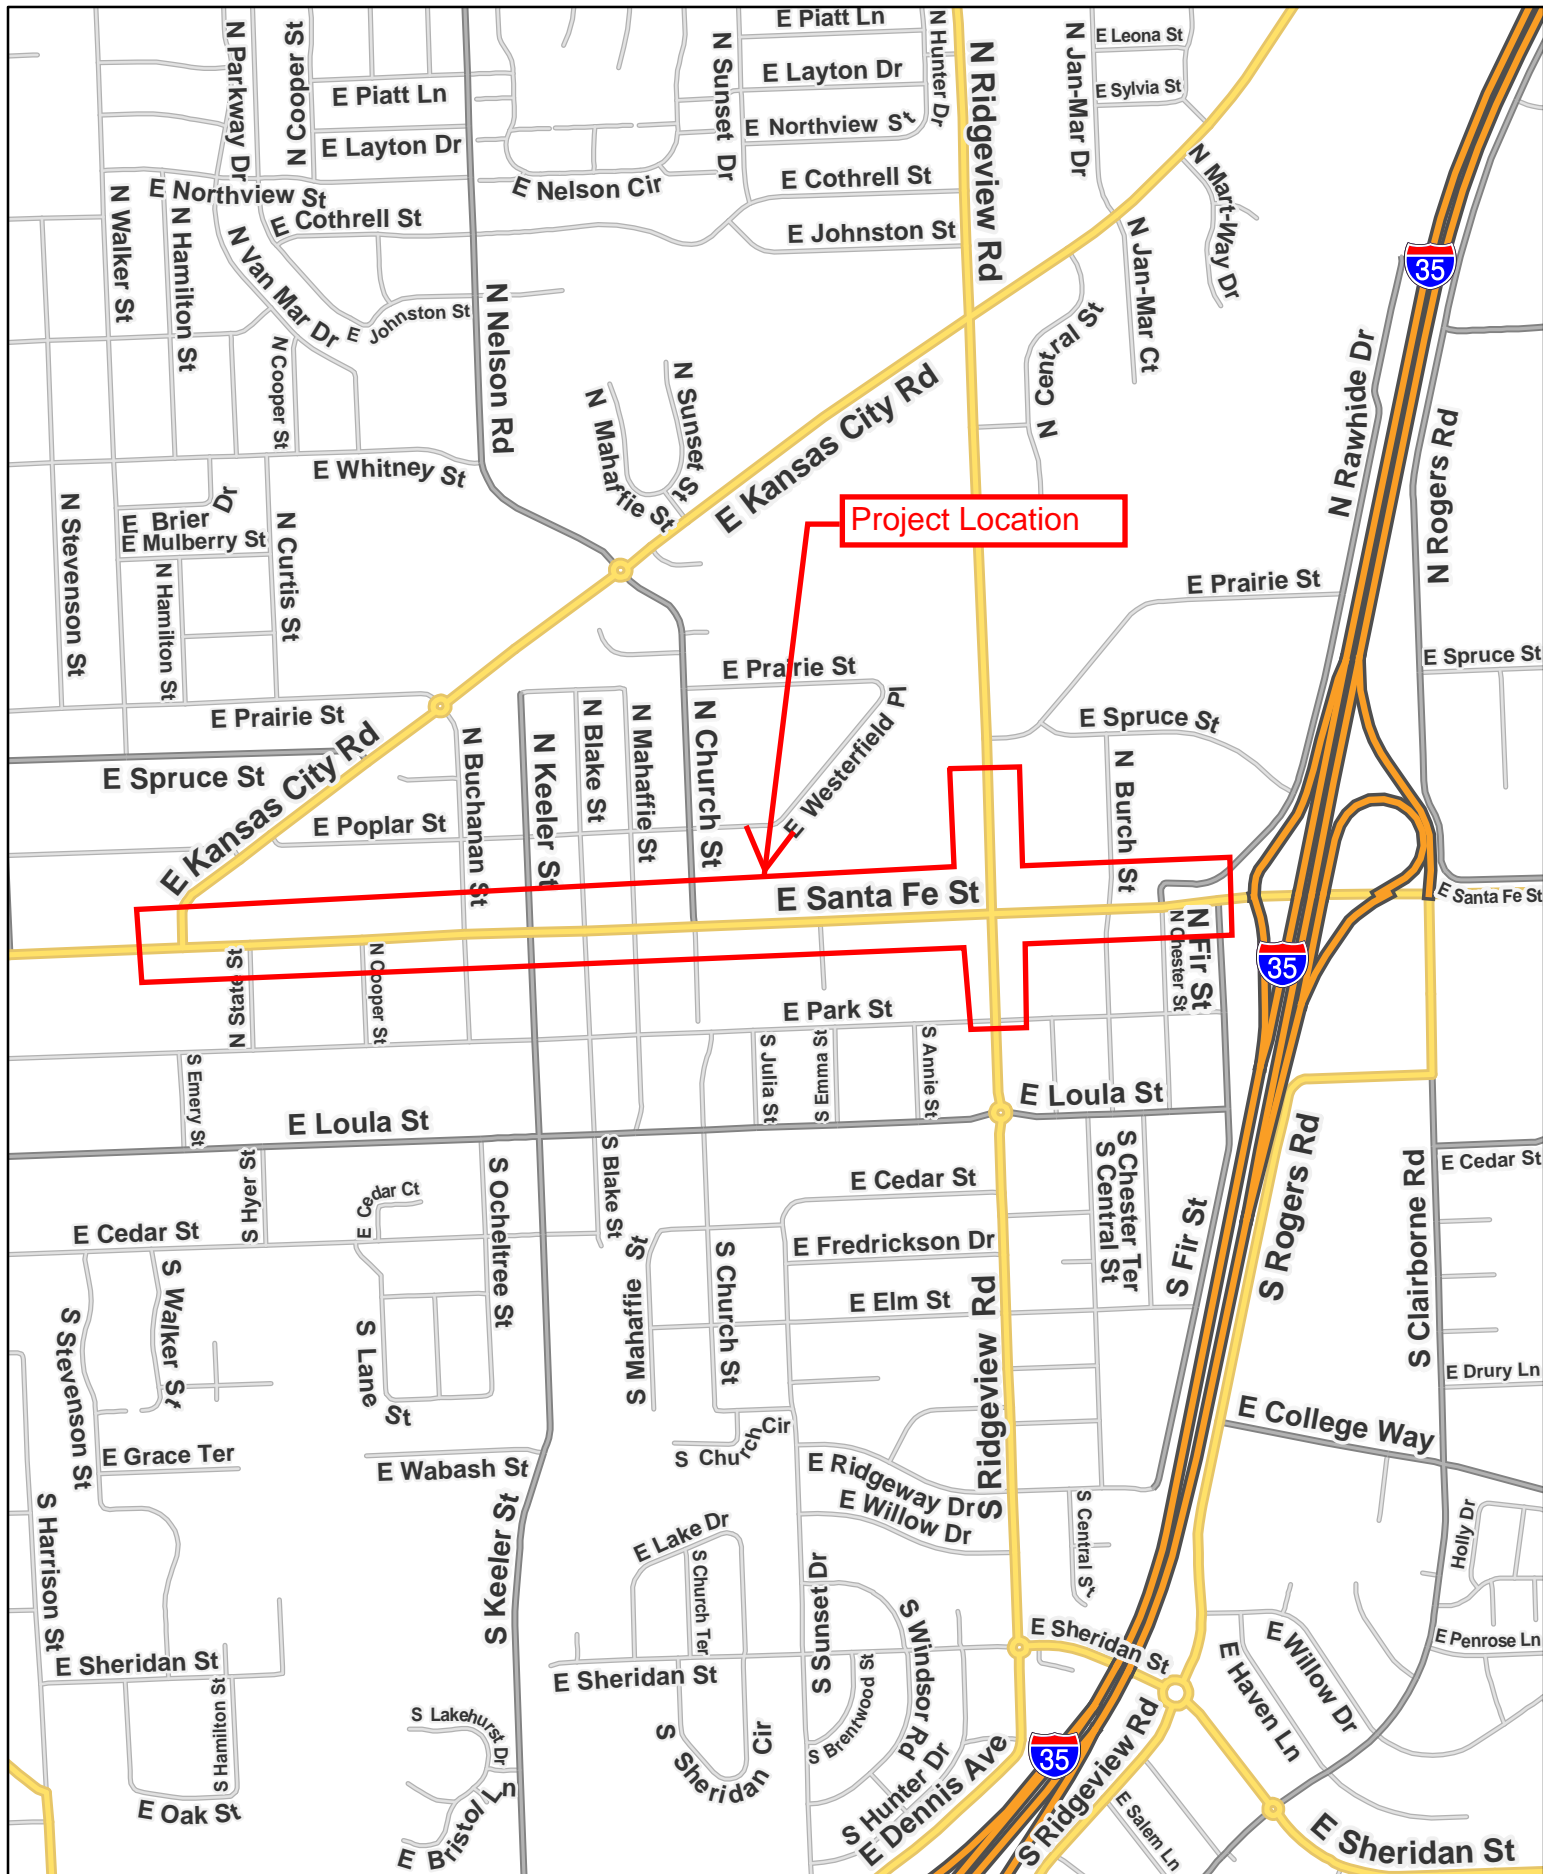 E Piatt Ln
E Leona St
E Layton Dr
N Parkway Dr
N Cooper St
E Piatt Ln
N Sunset Dr
N Hunter Dr
N Ridgeview Rd
N Jan-Mar Dr
E Sylvia St
E Northview St
E Layton Dr
E Cothrell St
N Mart-Way Dr
E Northview St
E Nelson Cir
E Cothrell St
E Johnston St
N Walker St
N Hamilton St
N Van Mar Dr
N Jan-Mar Ct
35
E Johnston St
N Nelson Rd
N Central St
N Cooper St
N Sunset St
N Mahaffie St
E Kansas City Rd
N Rawhide Dr
N Rogers Rd
E Whitney St
N Stevenson St
E Brier Dr
E Mulberry St
N Curtis St
Project Location
N Hamilton St
E Prairie St
E Prairie St
E Spruce St
E Prairie St
E Spruce St
E Kansas City Rd
N Buchanan St
N Keeler St
N Blake St
N Mahaffie St
N Church St
E Westerfield Pl
E Spruce St
N Burch St
E Poplar St
E Kansas City Rd
E Santa Fe St
E Santa Fe St
N Fir St
N Chester St
35
N State St
N Cooper St
E Park St
S Emery St
S Julia St
S Emma St
S Annie St
E Loula St
E Loula St
S Rogers Rd
S Clairborne Rd
E Cedar St
S Hyer St
E Cedar Ct
S Ocheltree St
S Blake St
E Cedar St
S Chester Ter
S Central St
S Fir St
E Cedar St
S Mahaffie St
S Church St
E Fredrickson Dr
E Elm St
S Ridgeview Rd
S Walker St
S Stevenson St
S Lane St
E Drury Ln
E College Way
S Church Cir
E Grace Ter
E Wabash St
E Ridgeway Dr
E Willow Dr
S Harrison St
S Keeler St
E Lake Dr
S Church Ter
S Sunset Dr
S Central St
Holly Dr
S Windsor Rd
E Sheridan St
E Sheridan St
E Sheridan St
S Hamilton St
S Brentwood St
E Haven Ln
E Willow Dr
E Penrose Ln
S Lakehurst Dr
S Sheridan Cir
S Hunter Dr
E Dennis Ave
35
S Ridgeview Rd
E Oak St
E Bristol Ln
E Salem Ln
E Sheridan St